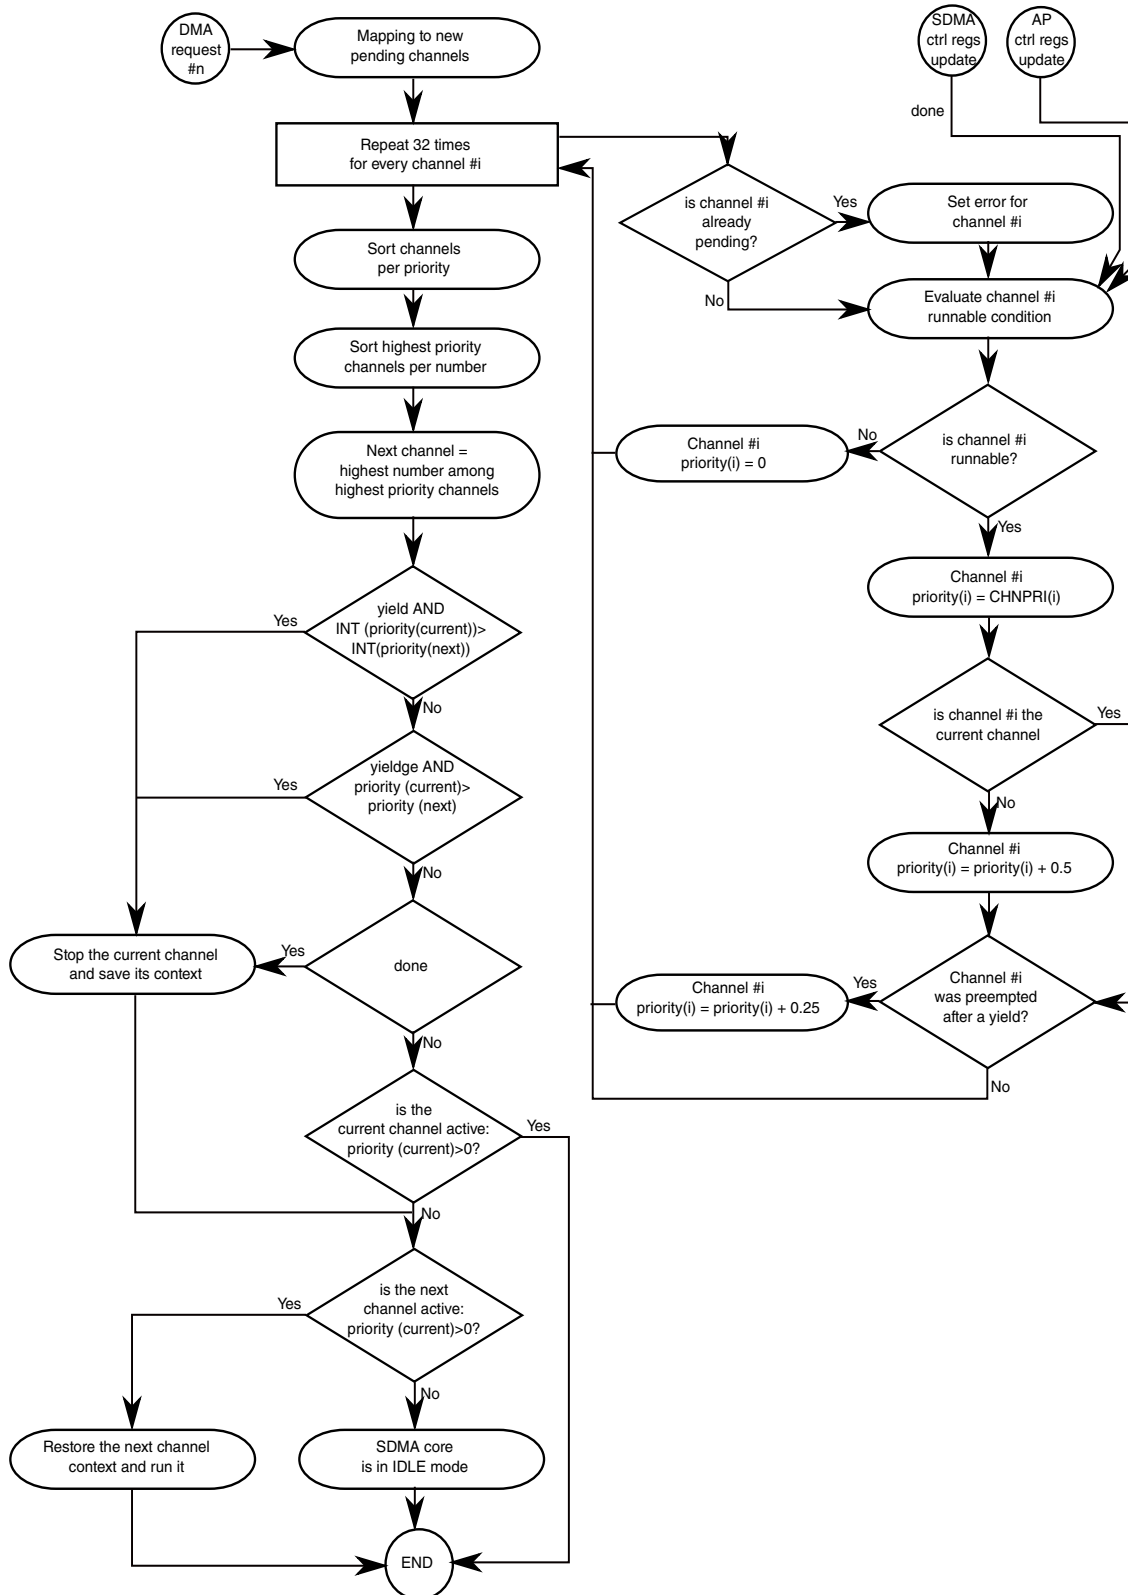 DMA
request
#n
Mapping to new
pending channels
SDMA
ctrl regs
update
AP
ctrl regs
update
done
Repeat 32 times
for every channel #i
is channel #i
already
pending?
Yes
No
Set error for
channel #i
Sort channels
per priority
Evaluate channel #i
runnable condition
Sort highest priority
channels per number
Next channel =
highest number among
highest priority channels
Channel #i
priority(i) = 0
No
is channel #i
runnable?
Yes
Channel #i
priority(i) = CHNPRI(i)
yield AND
INT (priority(current))>
INT(priority(next))
Yes
No
is channel #i the
current channel
Yes
No
yieldge AND
priority (current)>
priority (next)
Yes
No
Channel #i
priority(i) = priority(i) + 0.5
Stop the current channel
and save its context
Yes
done
No
Channel #i
priority(i) = priority(i) + 0.25
Yes
Channel #i
was preempted
after a yield?
No
is the
current channel active:
priority (current)>0?
Yes
No
is the next
channel active:
priority (current)>0?
Yes
No
Restore the next channel
context and run it
SDMA core
is in IDLE mode
END